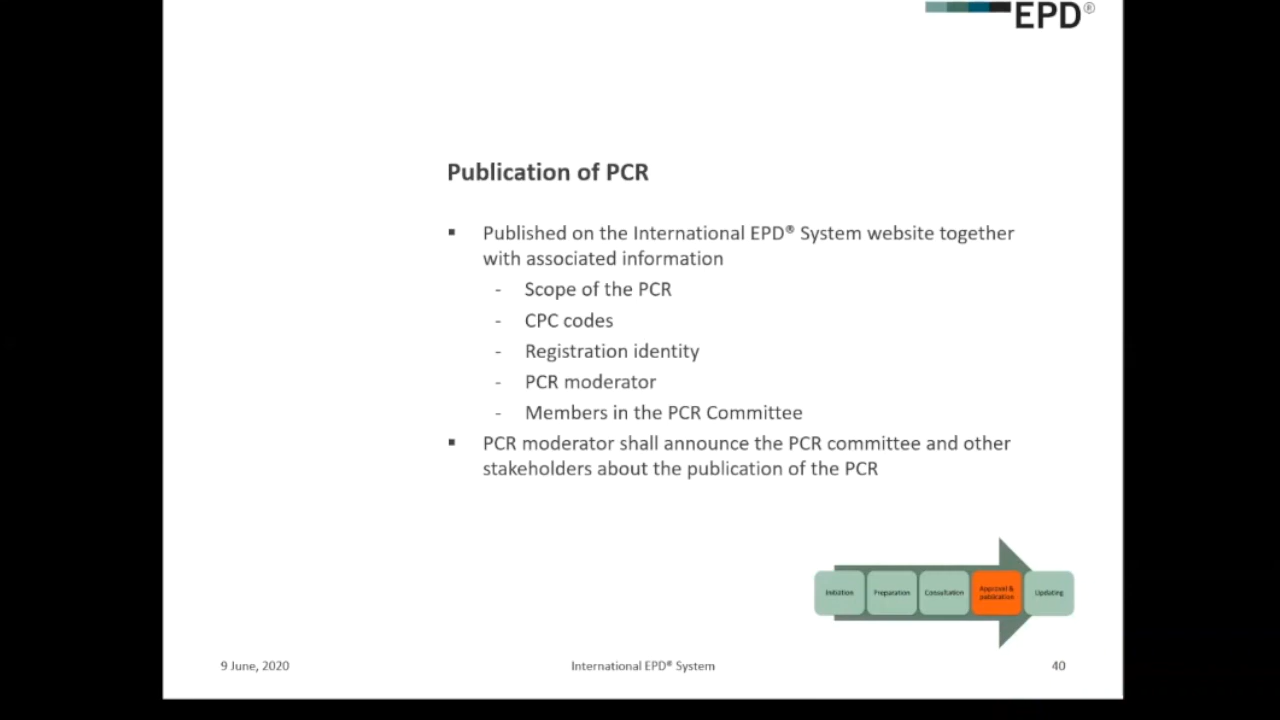 EPD®
Publication of PCR
▪ Published on the International EPD® System website together
with associated information
- Scope of the PCR
- CPC codes
- Registration identity
- PCR moderator
- Members in the PCR Committee
▪ PCR moderator shall announce the PCR committee and other
stakeholders about the publication of the PCR
Initiation
Preparation
Consultation
Approval &
publication
Updating
9 June, 2020
International EPD® System
40